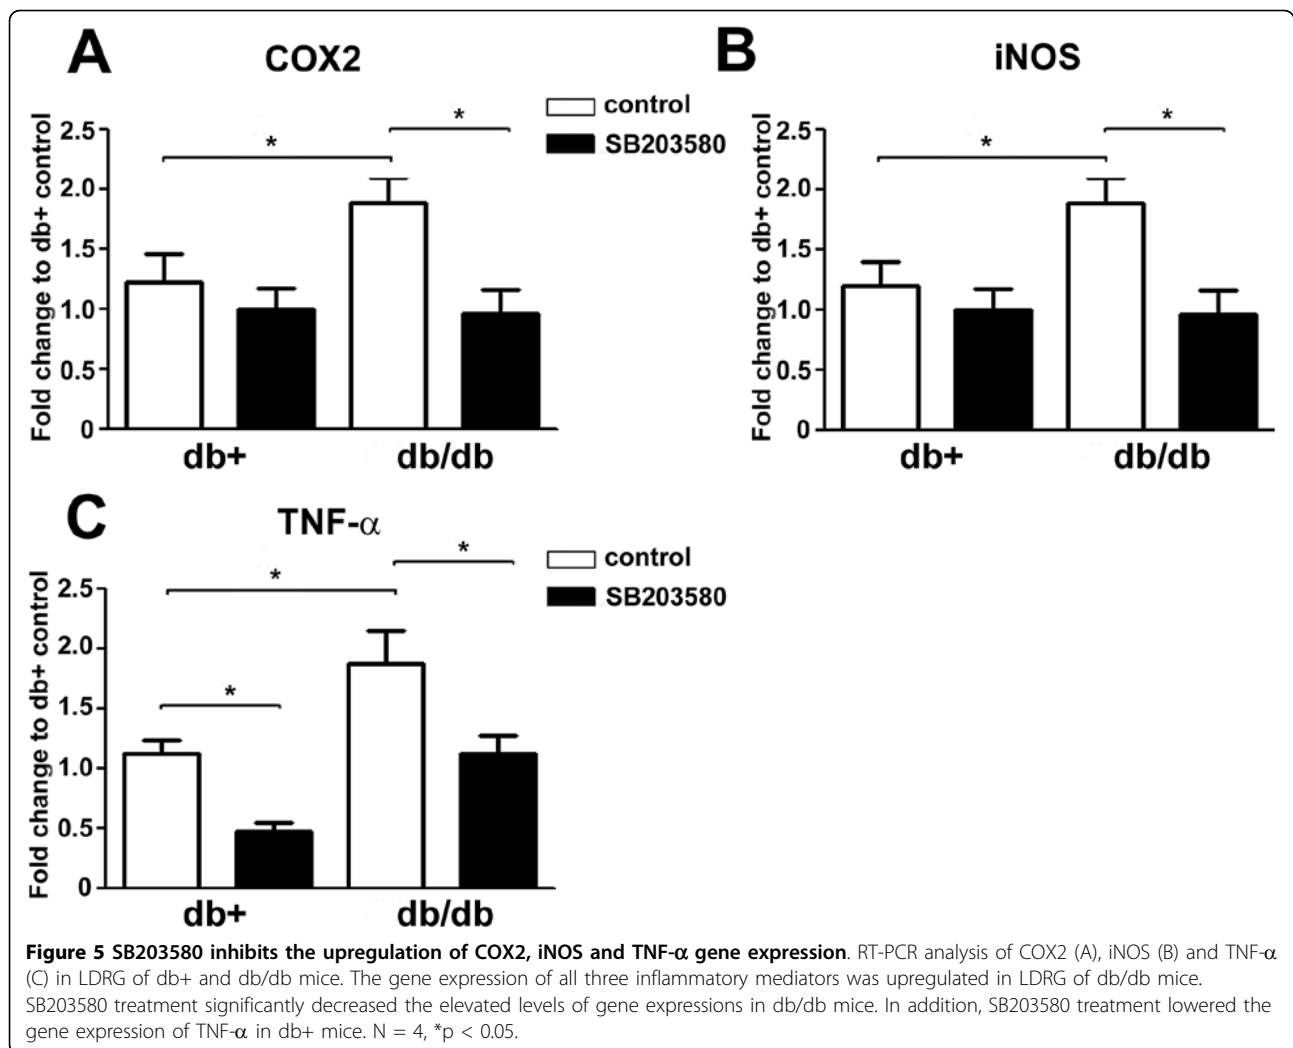 A
COX2
Fold change to db+ control
2.5
2.0
1.5
1.0
0.5
0
*
*
db+
db/db
control
SB203580
B
iNOS
Fold change to db+ control
2.5
2.0
1.5
1.0
0.5
0
*
*
db+
db/db
C
TNF-α
Fold change to db+ control
2.5
2.0
1.5
1.0
0.5
0
*
*
*
db+
db/db
control
SB203580
Figure 5 SB203580 inhibits the upregulation of COX2, iNOS and TNF-α gene expression. RT-PCR analysis of COX2 (A), iNOS (B) and TNF-α
(C) in LDRG of db+ and db/db mice. The gene expression of all three inflammatory mediators was upregulated in LDRG of db/db mice.
SB203580 treatment significantly decreased the elevated levels of gene expressions in db/db mice. In addition, SB203580 treatment lowered the
gene expression of TNF-α in db+ mice. N = 4, *p < 0.05.